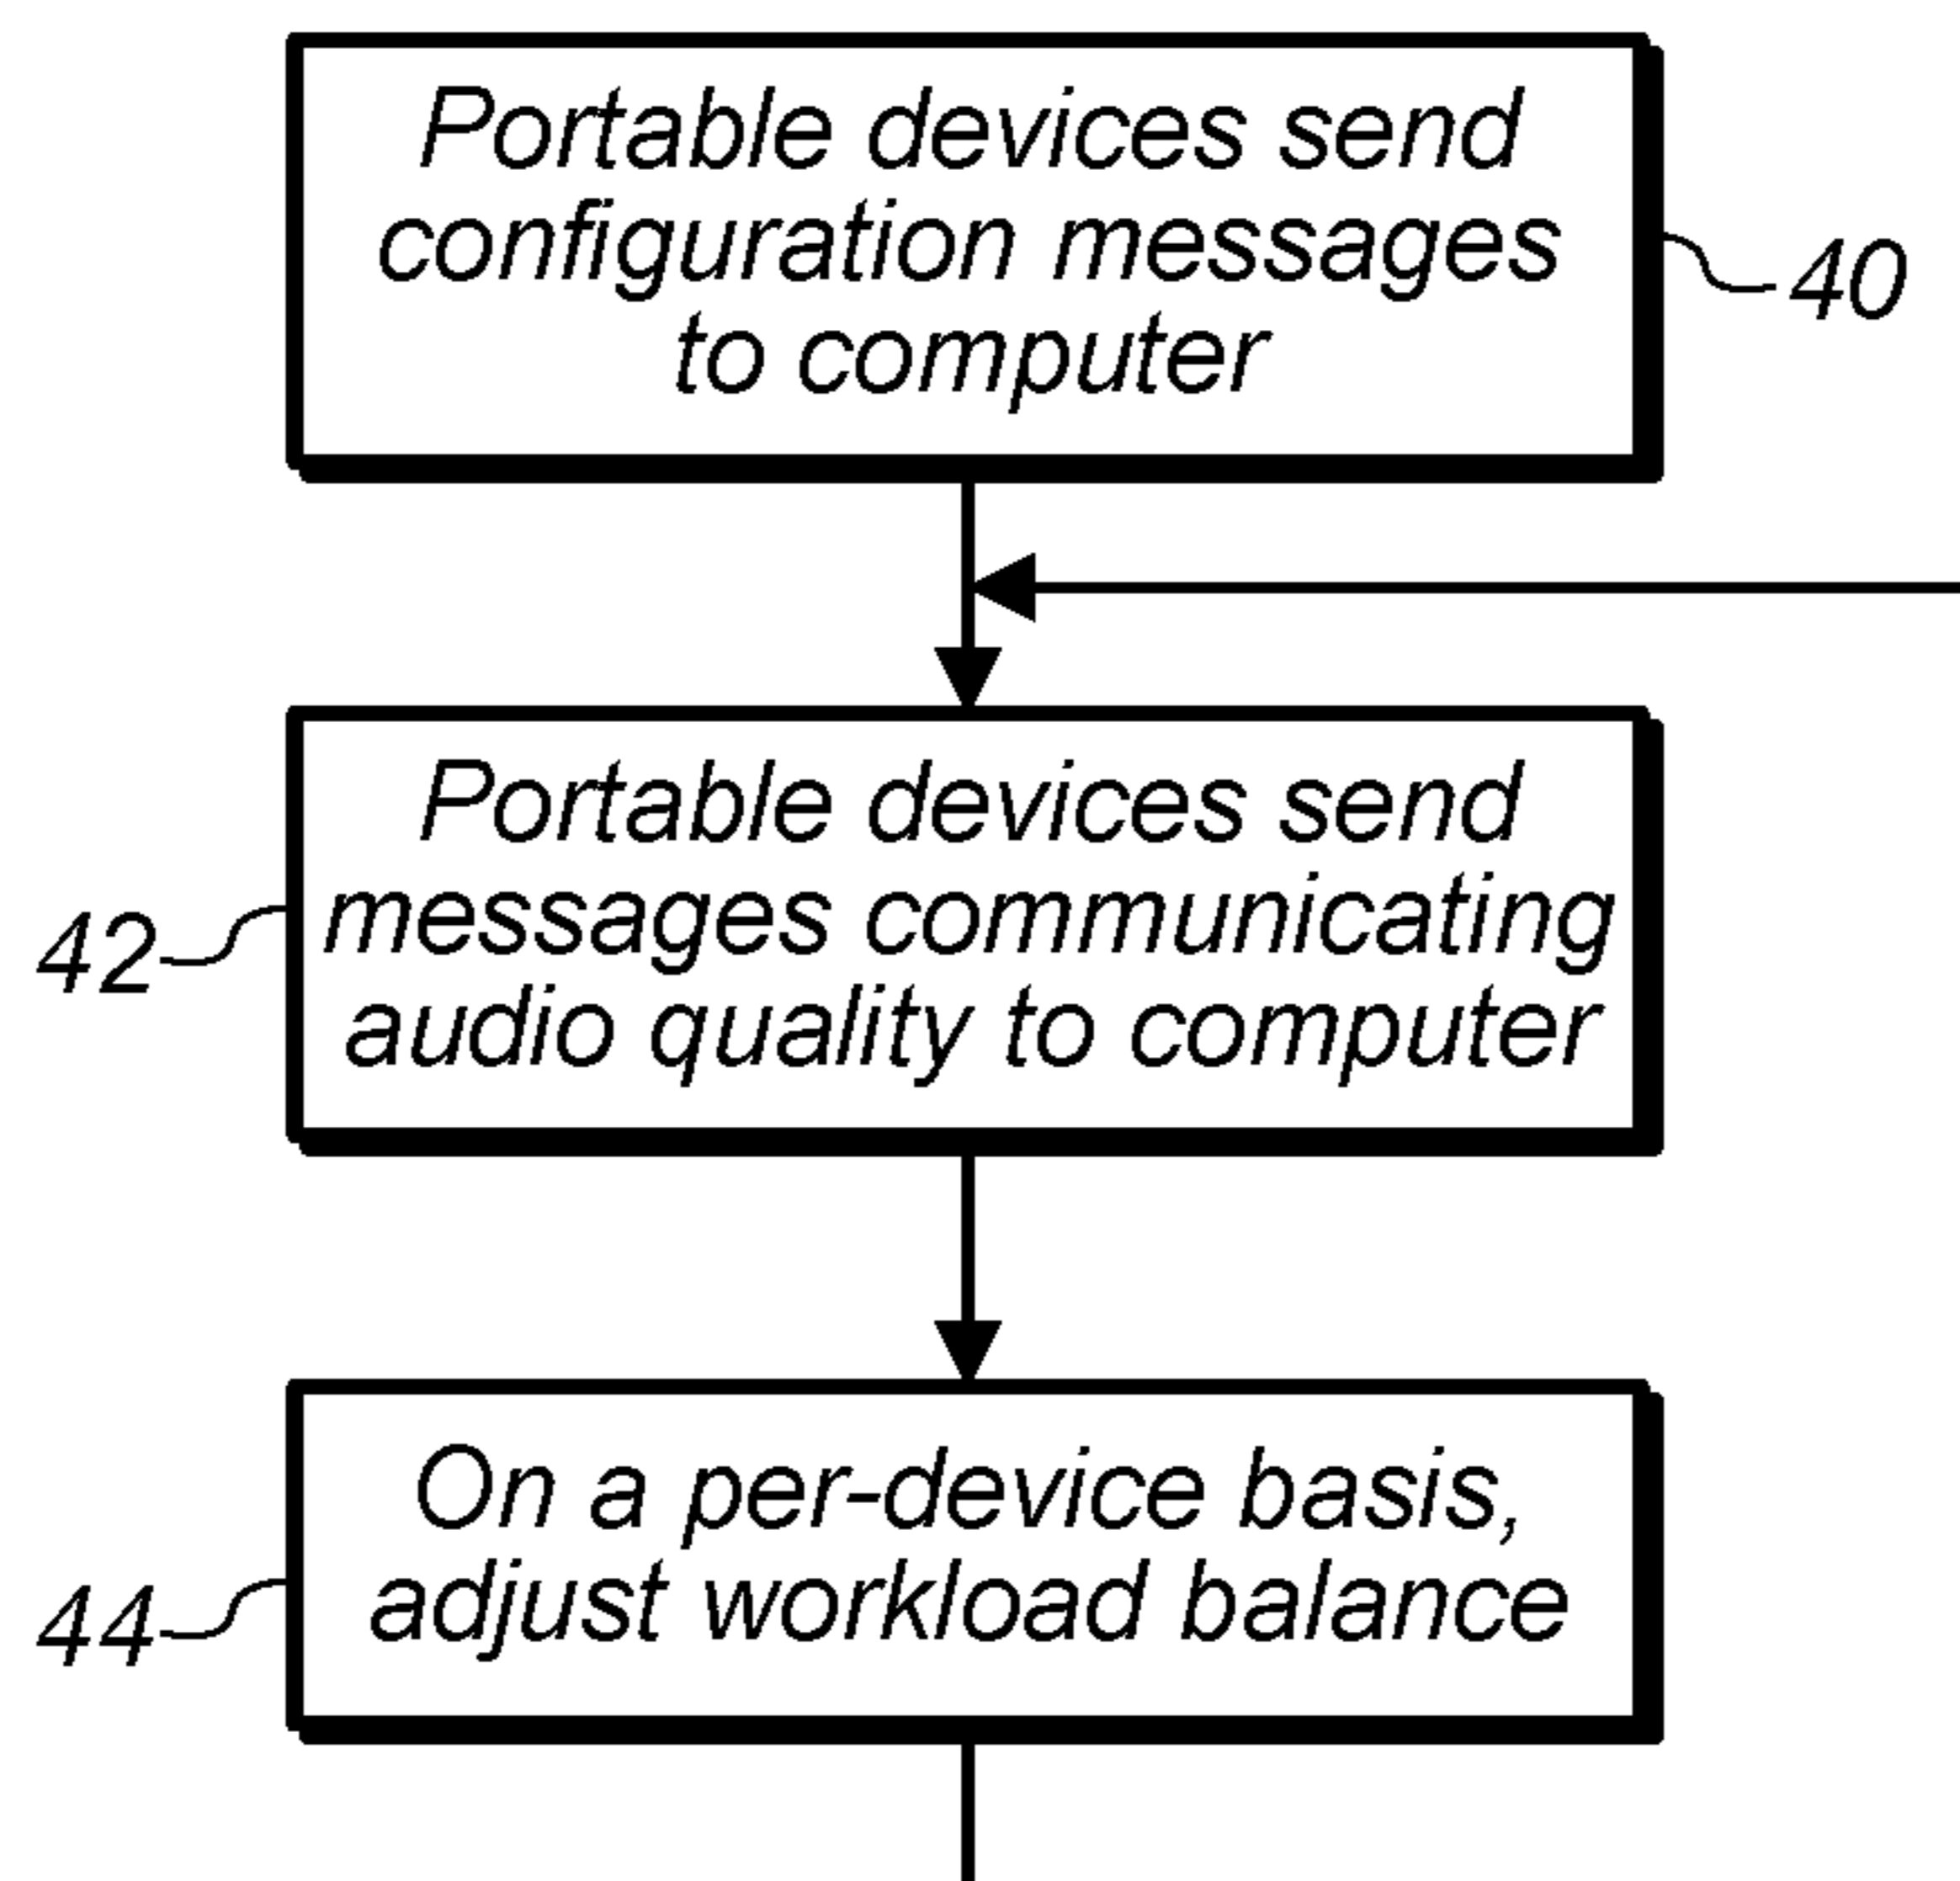 Portable devices send
configuration messages
to computer
40
Portable devices send
messages communicating
audio quality to computer
42
On a per-device basis,
adjust workload balance
44